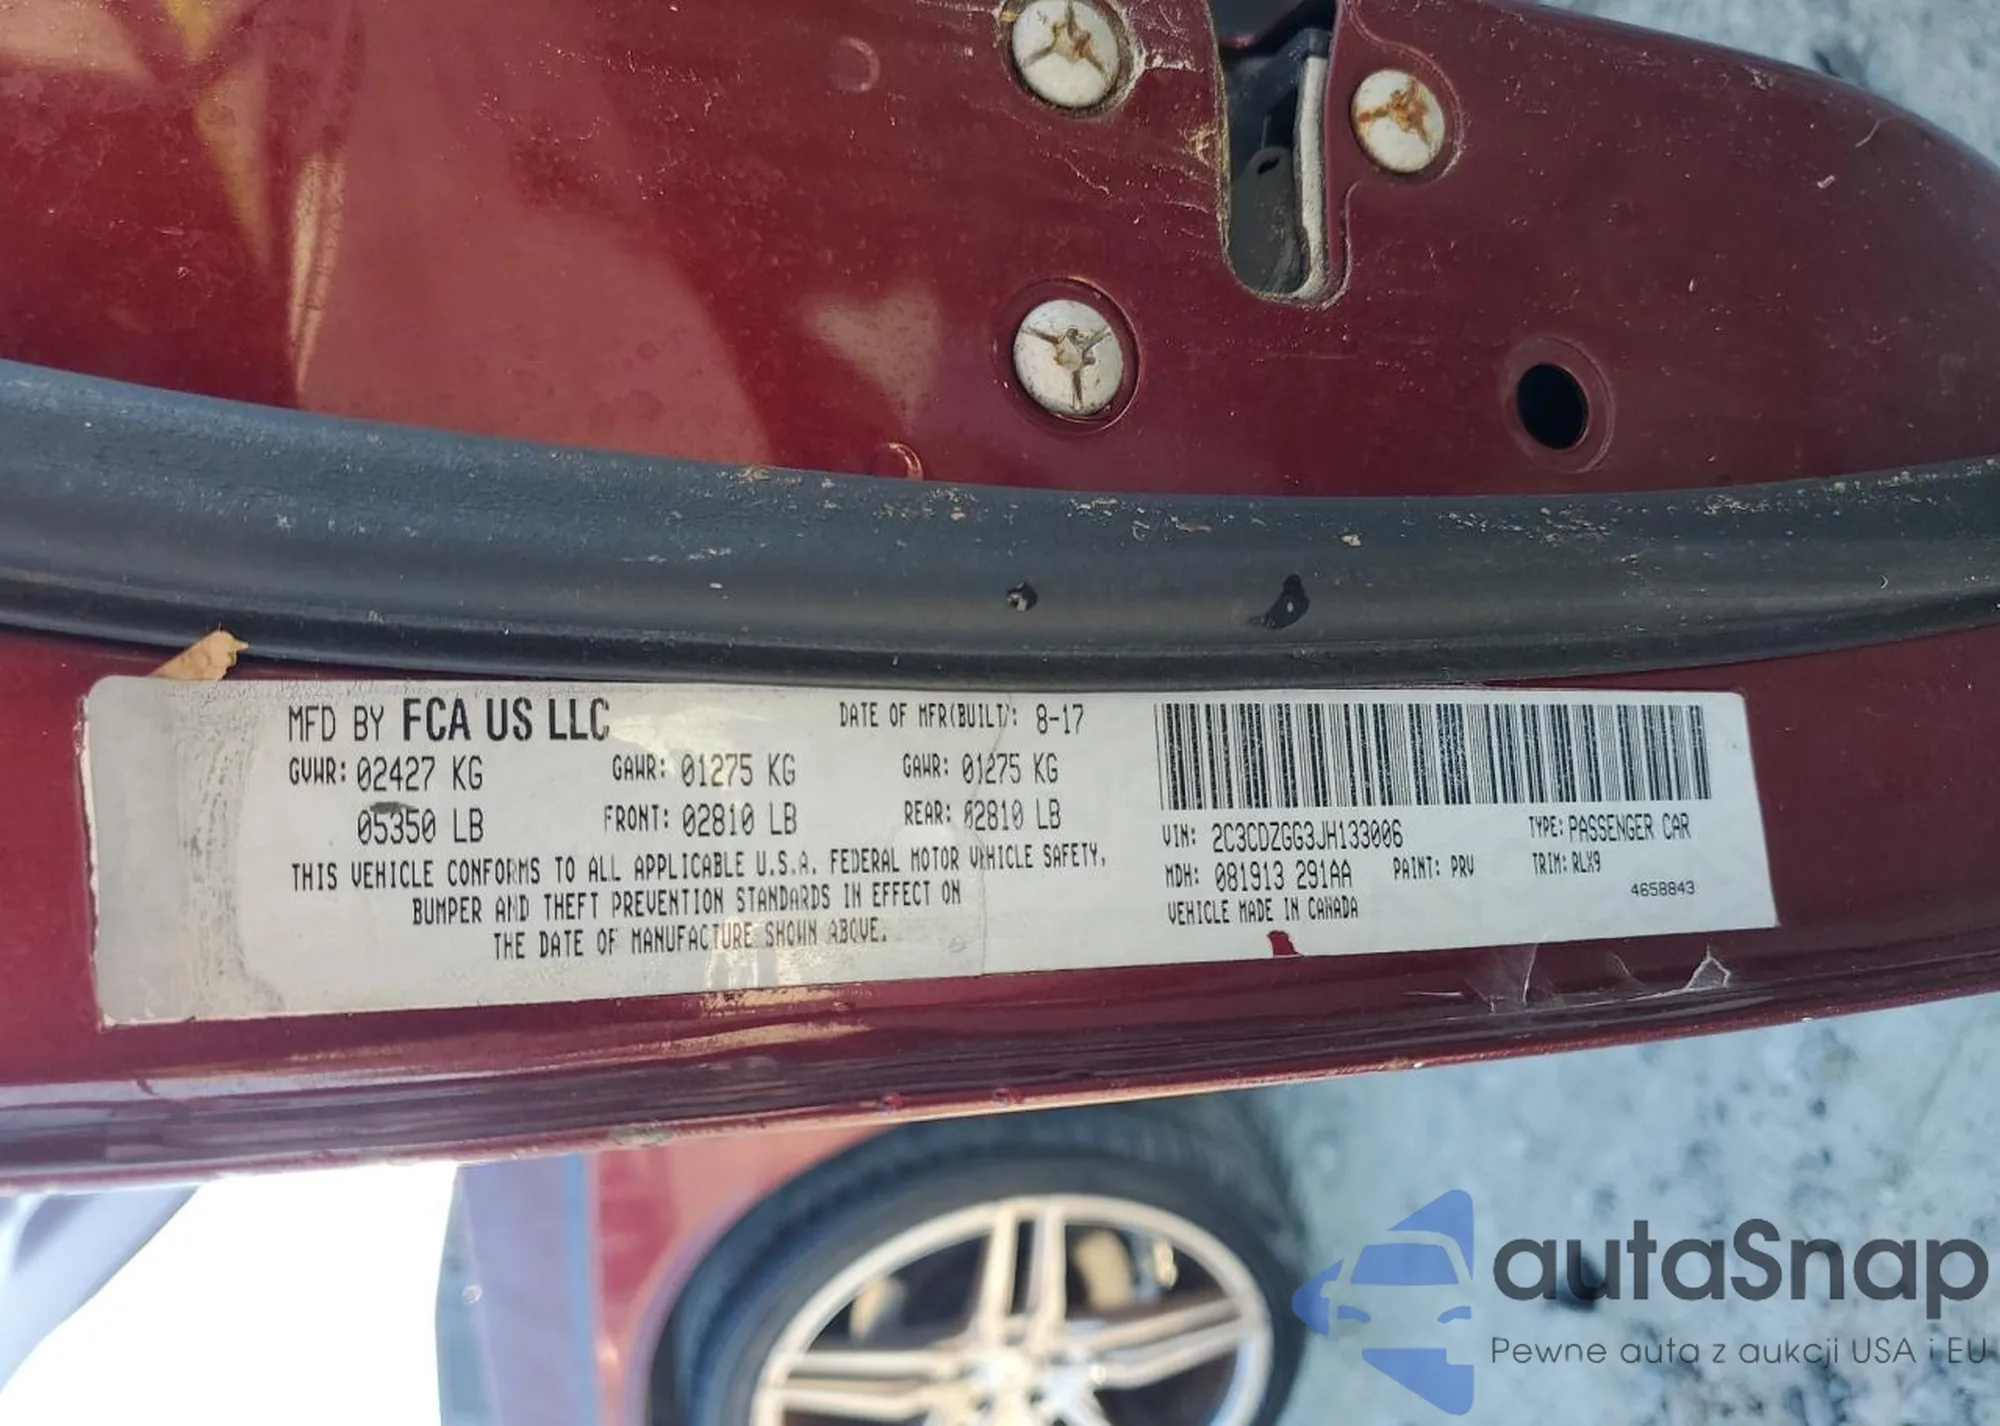 MFD BY FCA US LLC DATE OF MFR(BUILT): 8-17
GVWR: 02427 KG GAWR: 01275 KG GAWR: 01275 KG
05350 LB FRONT: 02810 LB REAR: 02810 LB
THIS VEHICLE CONFORMS TO ALL APPLICABLE U.S.A. FEDERAL MOTOR VEHICLE SAFETY,
BUMPER AND THEFT PREVENTION STANDARDS IN EFFECT ON
THE DATE OF MANUFACTURE SHOWN ABOVE.
VIN: 2C3CDZGG3JH133006 TYPE: PASSENGER CAR
MDH: 081913 291AA PAINT: PRV TRIM: RLX9
VEHICLE MADE IN CANADA 4658843
autaSnap
Pewne auta z aukcji USA i EU